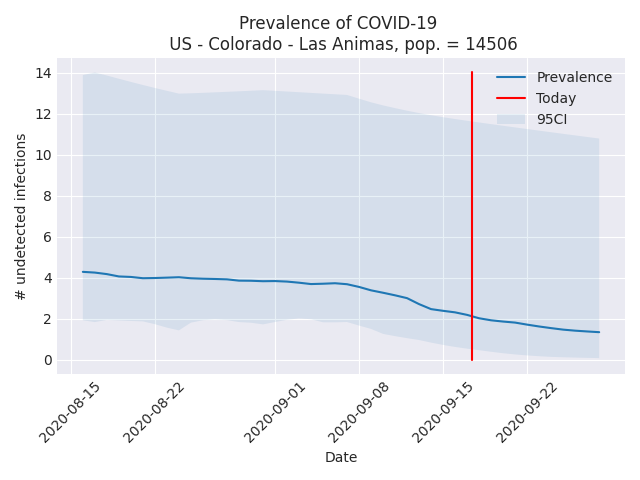 Prevalence of COVID-19
US - Colorado - Las Animas, pop. = 14506
14
12
10
8
6
4
2
0
# undetected infections
Prevalence
Today
95CI
2020-08-15
2020-08-22
2020-09-01
2020-09-08
2020-09-15
2020-09-22
Date